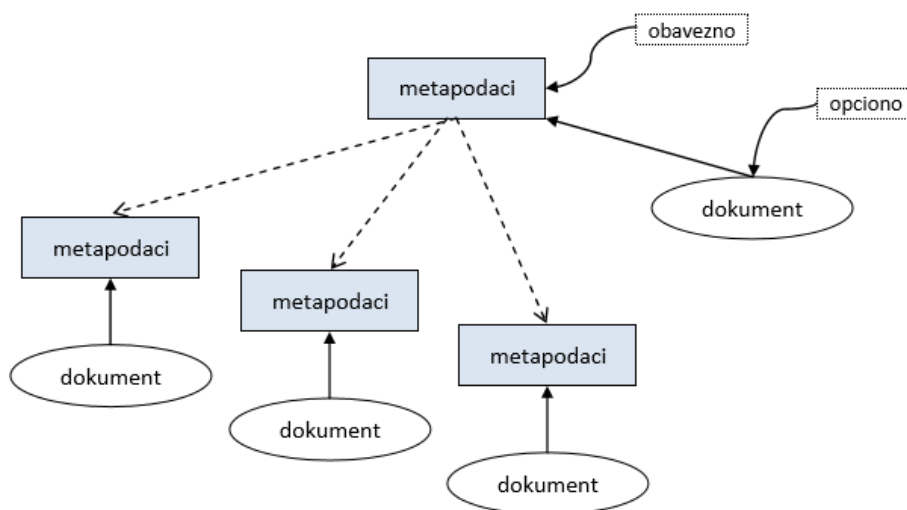 obavezno
metapodaci
opciono
dokument
metapodaci
metapodaci
metapodaci
dokument
dokument
dokument